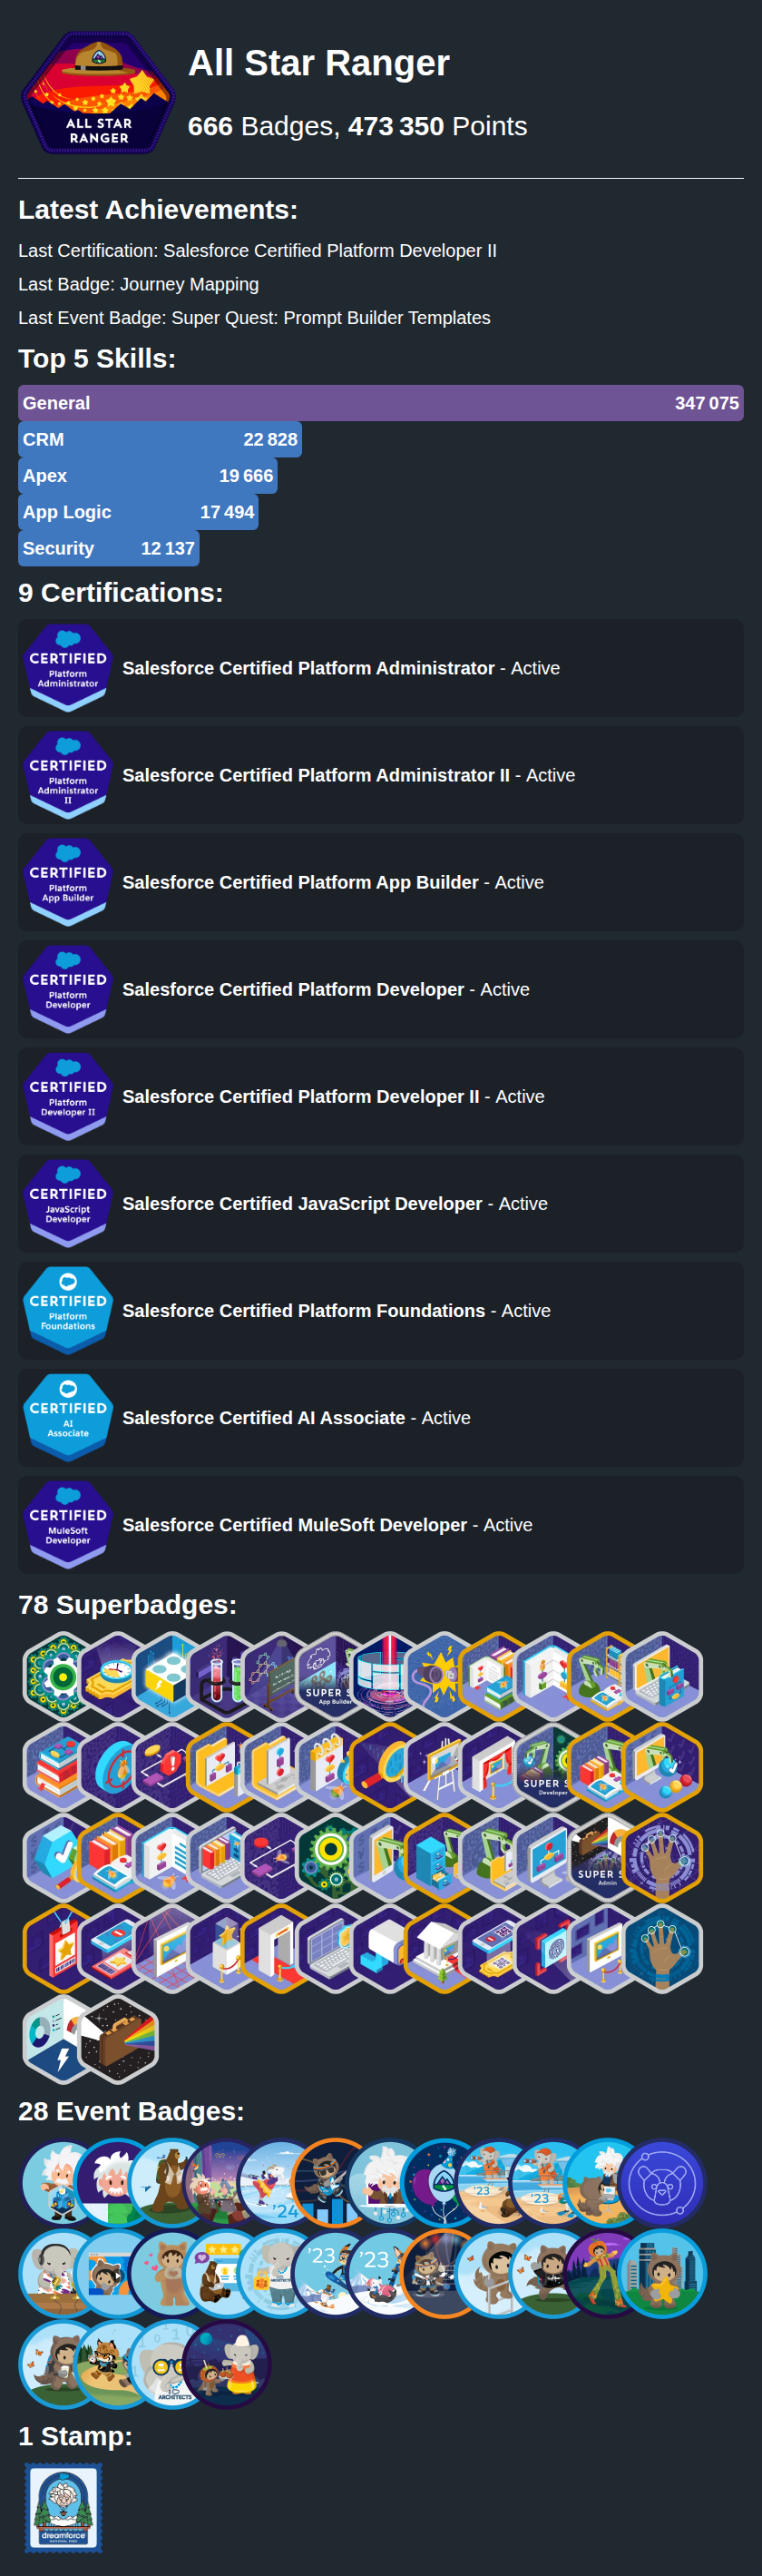 ALL STAR
RANGER
All Star Ranger
666 Badges, 473 350 Points
Latest Achievements:
Last Certification: Salesforce Certified Platform Developer II
Last Badge: Journey Mapping
Last Event Badge: Super Quest: Prompt Builder Templates
Top 5 Skills:
General 347 075
CRM 22 828
Apex 19 666
App Logic 17 494
Security 12 137
9 Certifications:
CERTIFIED
Platform
Administrator
Salesforce Certified Platform Administrator - Active
CERTIFIED
Platform
Administrator
II
Salesforce Certified Platform Administrator II - Active
CERTIFIED
Platform
App Builder
Salesforce Certified Platform App Builder - Active
CERTIFIED
Platform
Developer
Salesforce Certified Platform Developer - Active
CERTIFIED
Platform
Developer II
Salesforce Certified Platform Developer II - Active
CERTIFIED
JavaScript
Developer
Salesforce Certified JavaScript Developer - Active
CERTIFIED
Platform
Foundations
Salesforce Certified Platform Foundations - Active
CERTIFIED
AI
Associate
Salesforce Certified AI Associate - Active
CERTIFIED
MuleSoft
Developer
Salesforce Certified MuleSoft Developer - Active
78 Superbadges:
SUPER S
App Builder
SUPER S
Developer
SUPER S
Admin
28 Event Badges:
'24
'23
'23
'23
'23
ARCHITECTS
1 Stamp:
dreamforce